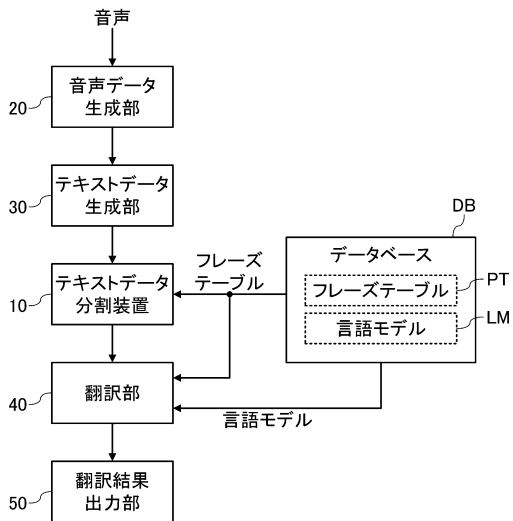 音声
音声データ
生成部
20
テキストデータ
生成部
30
DB
データベース
フレーズ
テーブル
フレーズテーブル
PT
テキストデータ
分割装置
10
言語モデル
LM
翻訳部
40
言語モデル
翻訳結果
出力部
50